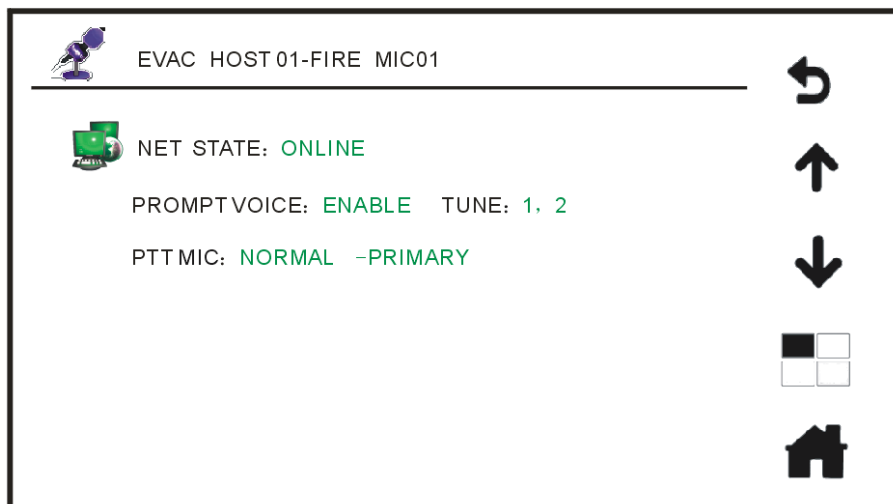 EVAC HOST 01-FIRE MIC01
NET STATE: ONLINE
PROMPT VOICE: ENABLE TUNE: 1, 2
PTT MIC: NORMAL -PRIMARY